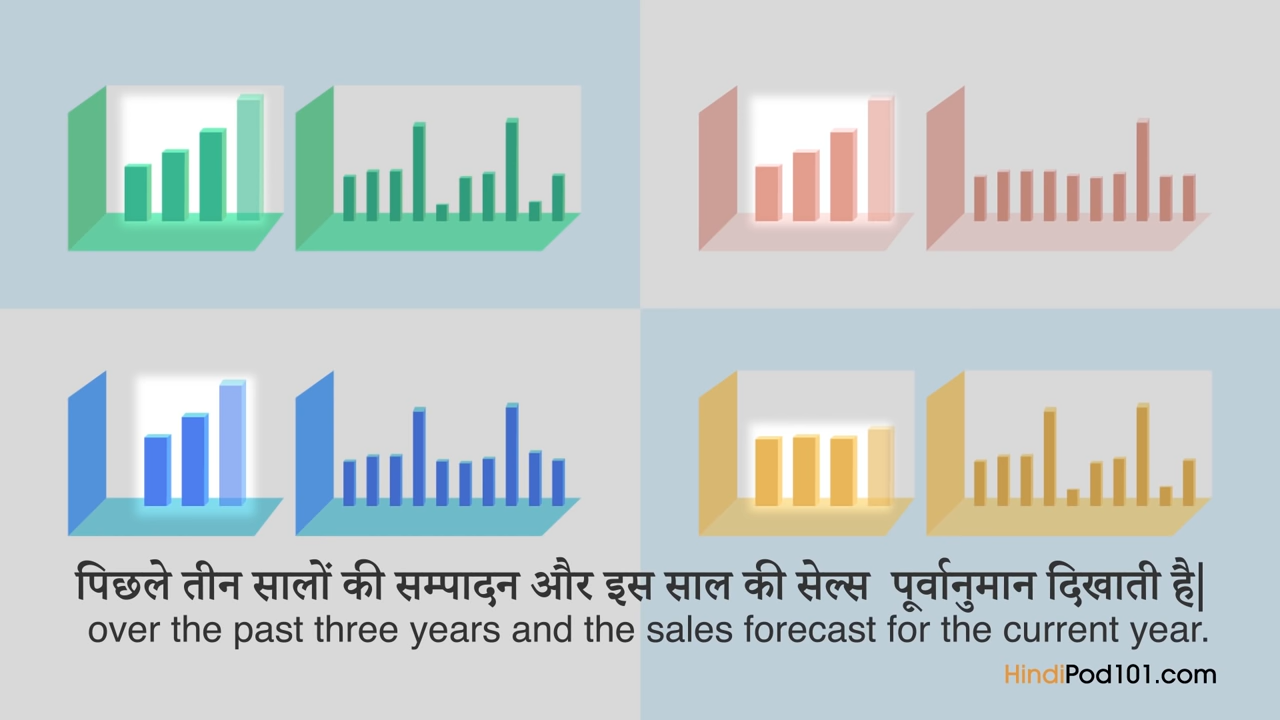 पिछले तीन सालों की सम्पादन और इस साल की सेल्स पूर्वानुमान दिखाती है|
over the past three years and the sales forecast for the current year.
HindiPod101.com